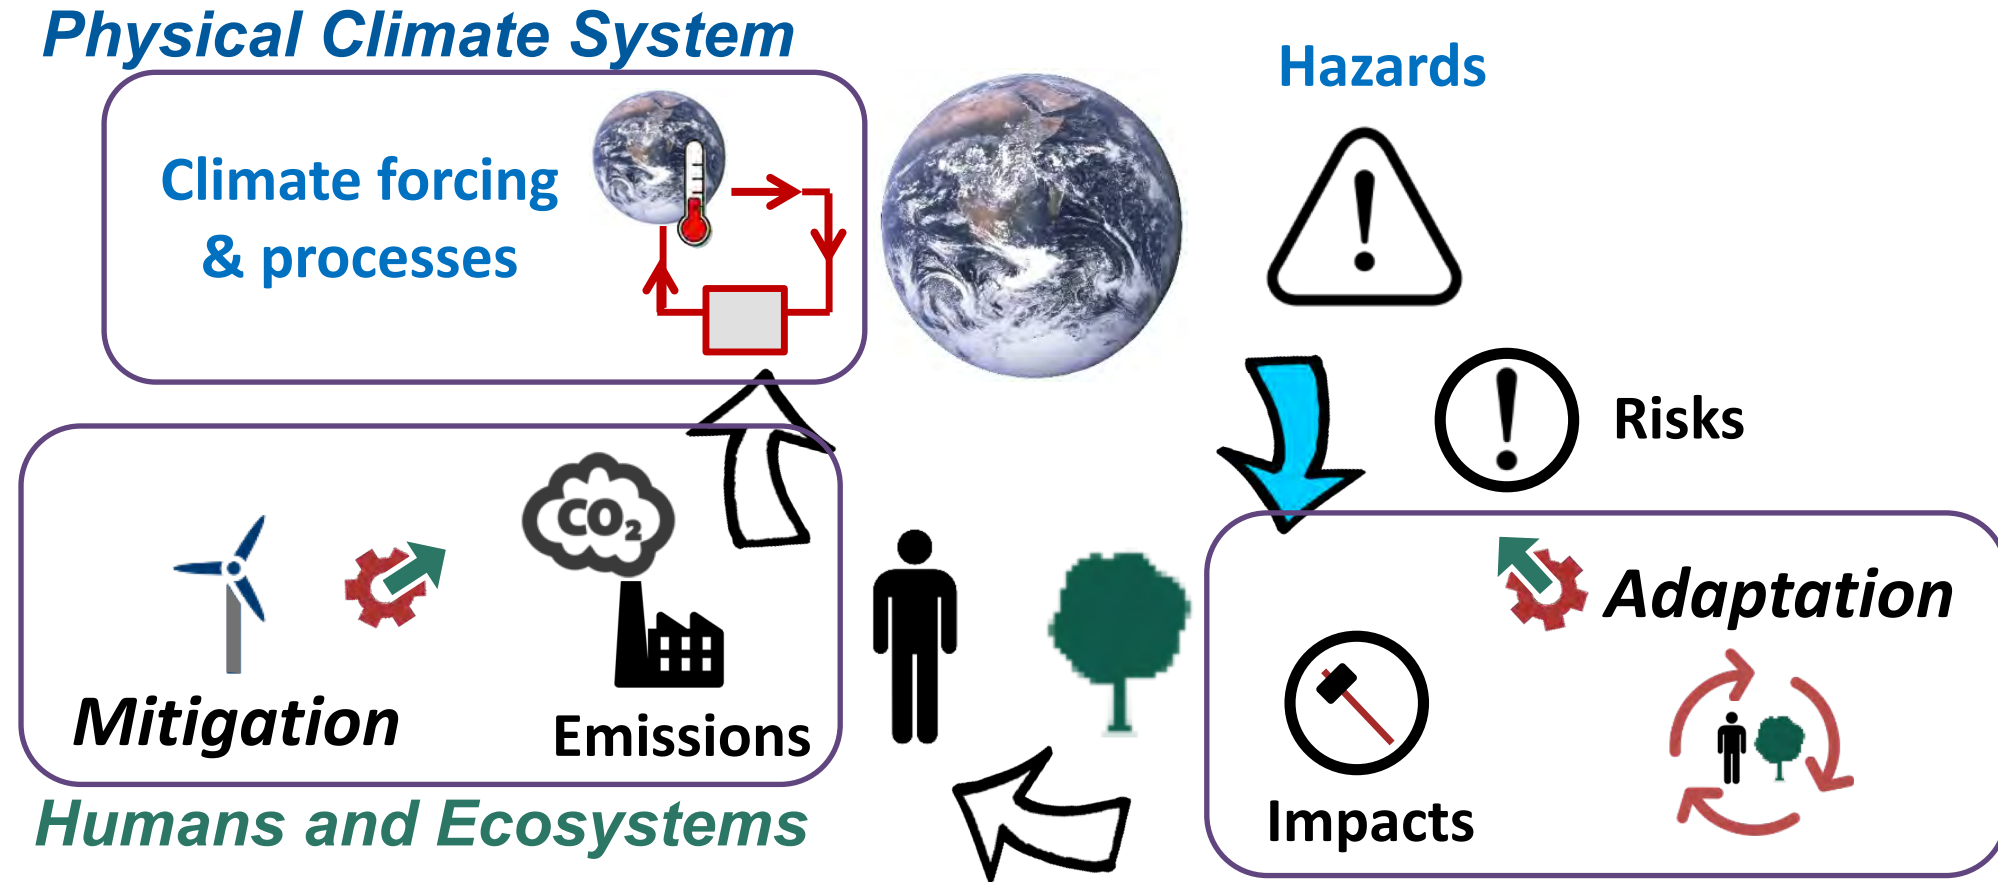 Physical Climate System
Hazards
Climate forcing
& processes
Risks
CO₂
Adaptation
Mitigation
Emissions
Impacts
Humans and Ecosystems